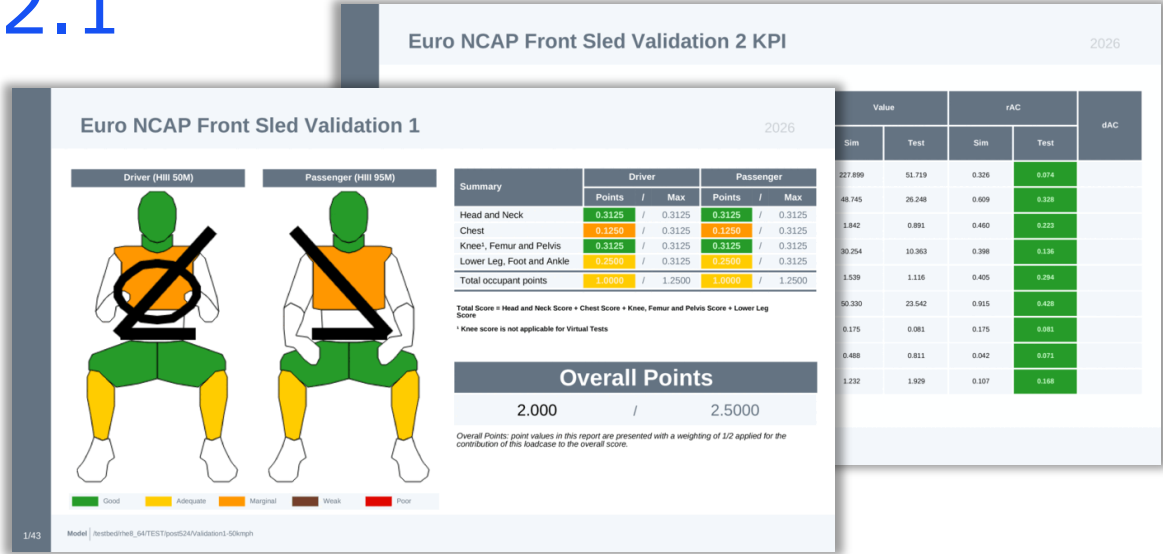 2.1
Euro NCAP Front Sled Validation 2 KPI
2026
Value rAC dAC
Sim Test Sim Test
227.899 51.719 0.326 0.074
48.745 26.248 0.609 0.328
1.842 0.891 0.460 0.223
30.254 10.363 0.398 0.136
1.539 1.116 0.405 0.294
50.330 23.542 0.915 0.428
0.175 0.081 0.175 0.081
0.488 0.811 0.042 0.071
1.232 1.929 0.107 0.168
Euro NCAP Front Sled Validation 1
2026
Driver (HIII 50M)
Passenger (HIII 95M)
Summary Driver Passenger
Points / Max Points / Max
Head and Neck 0.3125 / 0.3125 0.3125 / 0.3125
Chest 0.1250 / 0.3125 0.1250 / 0.3125
Knee¹, Femur and Pelvis 0.3125 / 0.3125 0.3125 / 0.3125
Lower Leg, Foot and Ankle 0.2500 / 0.3125 0.2500 / 0.3125
Total occupant points 1.0000 / 1.2500 1.0000 / 1.2500
Total Score = Head and Neck Score + Chest Score + Knee, Femur and Pelvis Score + Lower Leg
Score
¹ Knee score is not applicable for Virtual Tests
Overall Points
2.000 / 2.5000
Overall Points: point values in this report are presented with a weighting of 1/2 applied for the
contribution of this loadcase to the overall score.
Good Adequate Marginal Weak Poor
1/43
Model /testbed/rhe8_64/TEST/post524/Validation1-50kmph